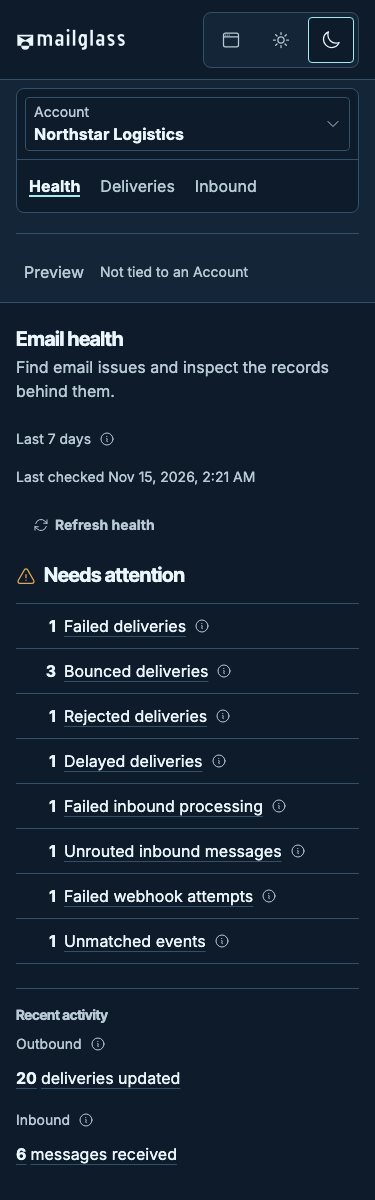 mailglass
Account
Northstar Logistics
Health Deliveries Inbound
Preview Not tied to an Account
Email health
Find email issues and inspect the records
behind them.
Last 7 days
Last checked Nov 15, 2026, 2:21 AM
Refresh health
Needs attention
1 Failed deliveries
3 Bounced deliveries
1 Rejected deliveries
1 Delayed deliveries
1 Failed inbound processing
1 Unrouted inbound messages
1 Failed webhook attempts
1 Unmatched events
Recent activity
Outbound
20 deliveries updated
Inbound
6 messages received